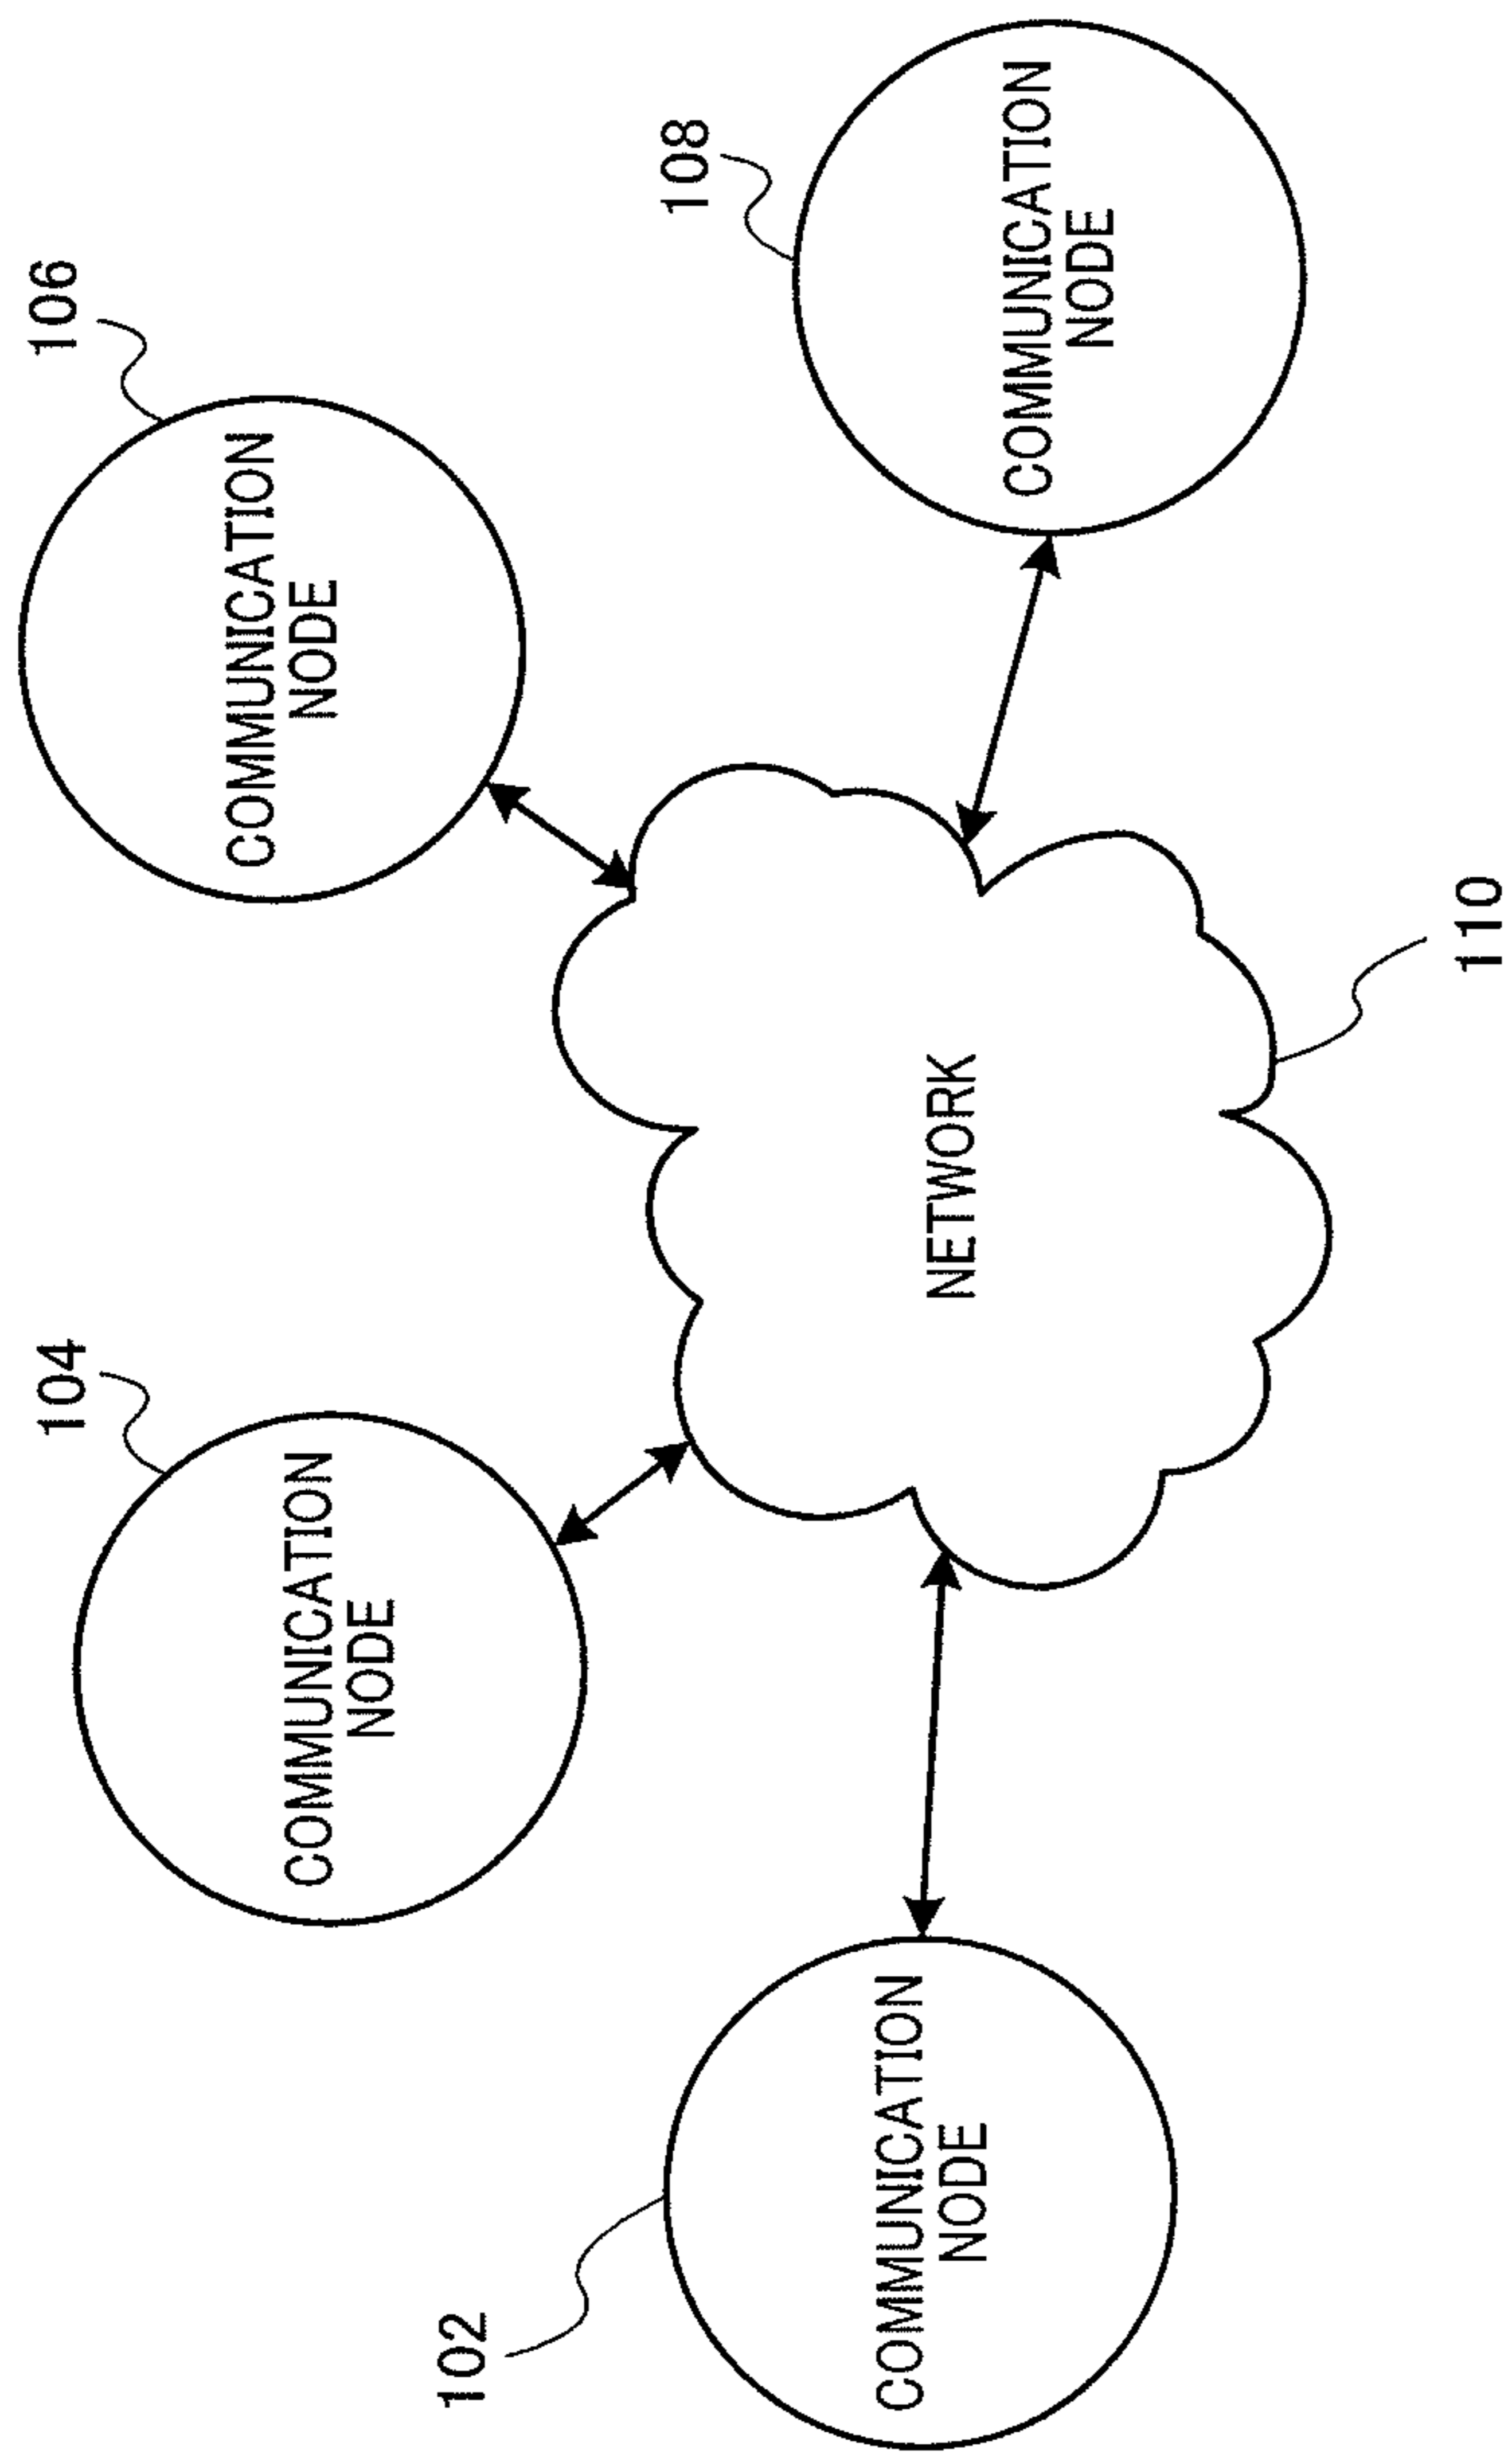 106
104
COMMUNICATION
NODE
COMMUNICATION
NODE
108
102
COMMUNICATION
NODE
NETWORK
COMMUNICATION
NODE
110